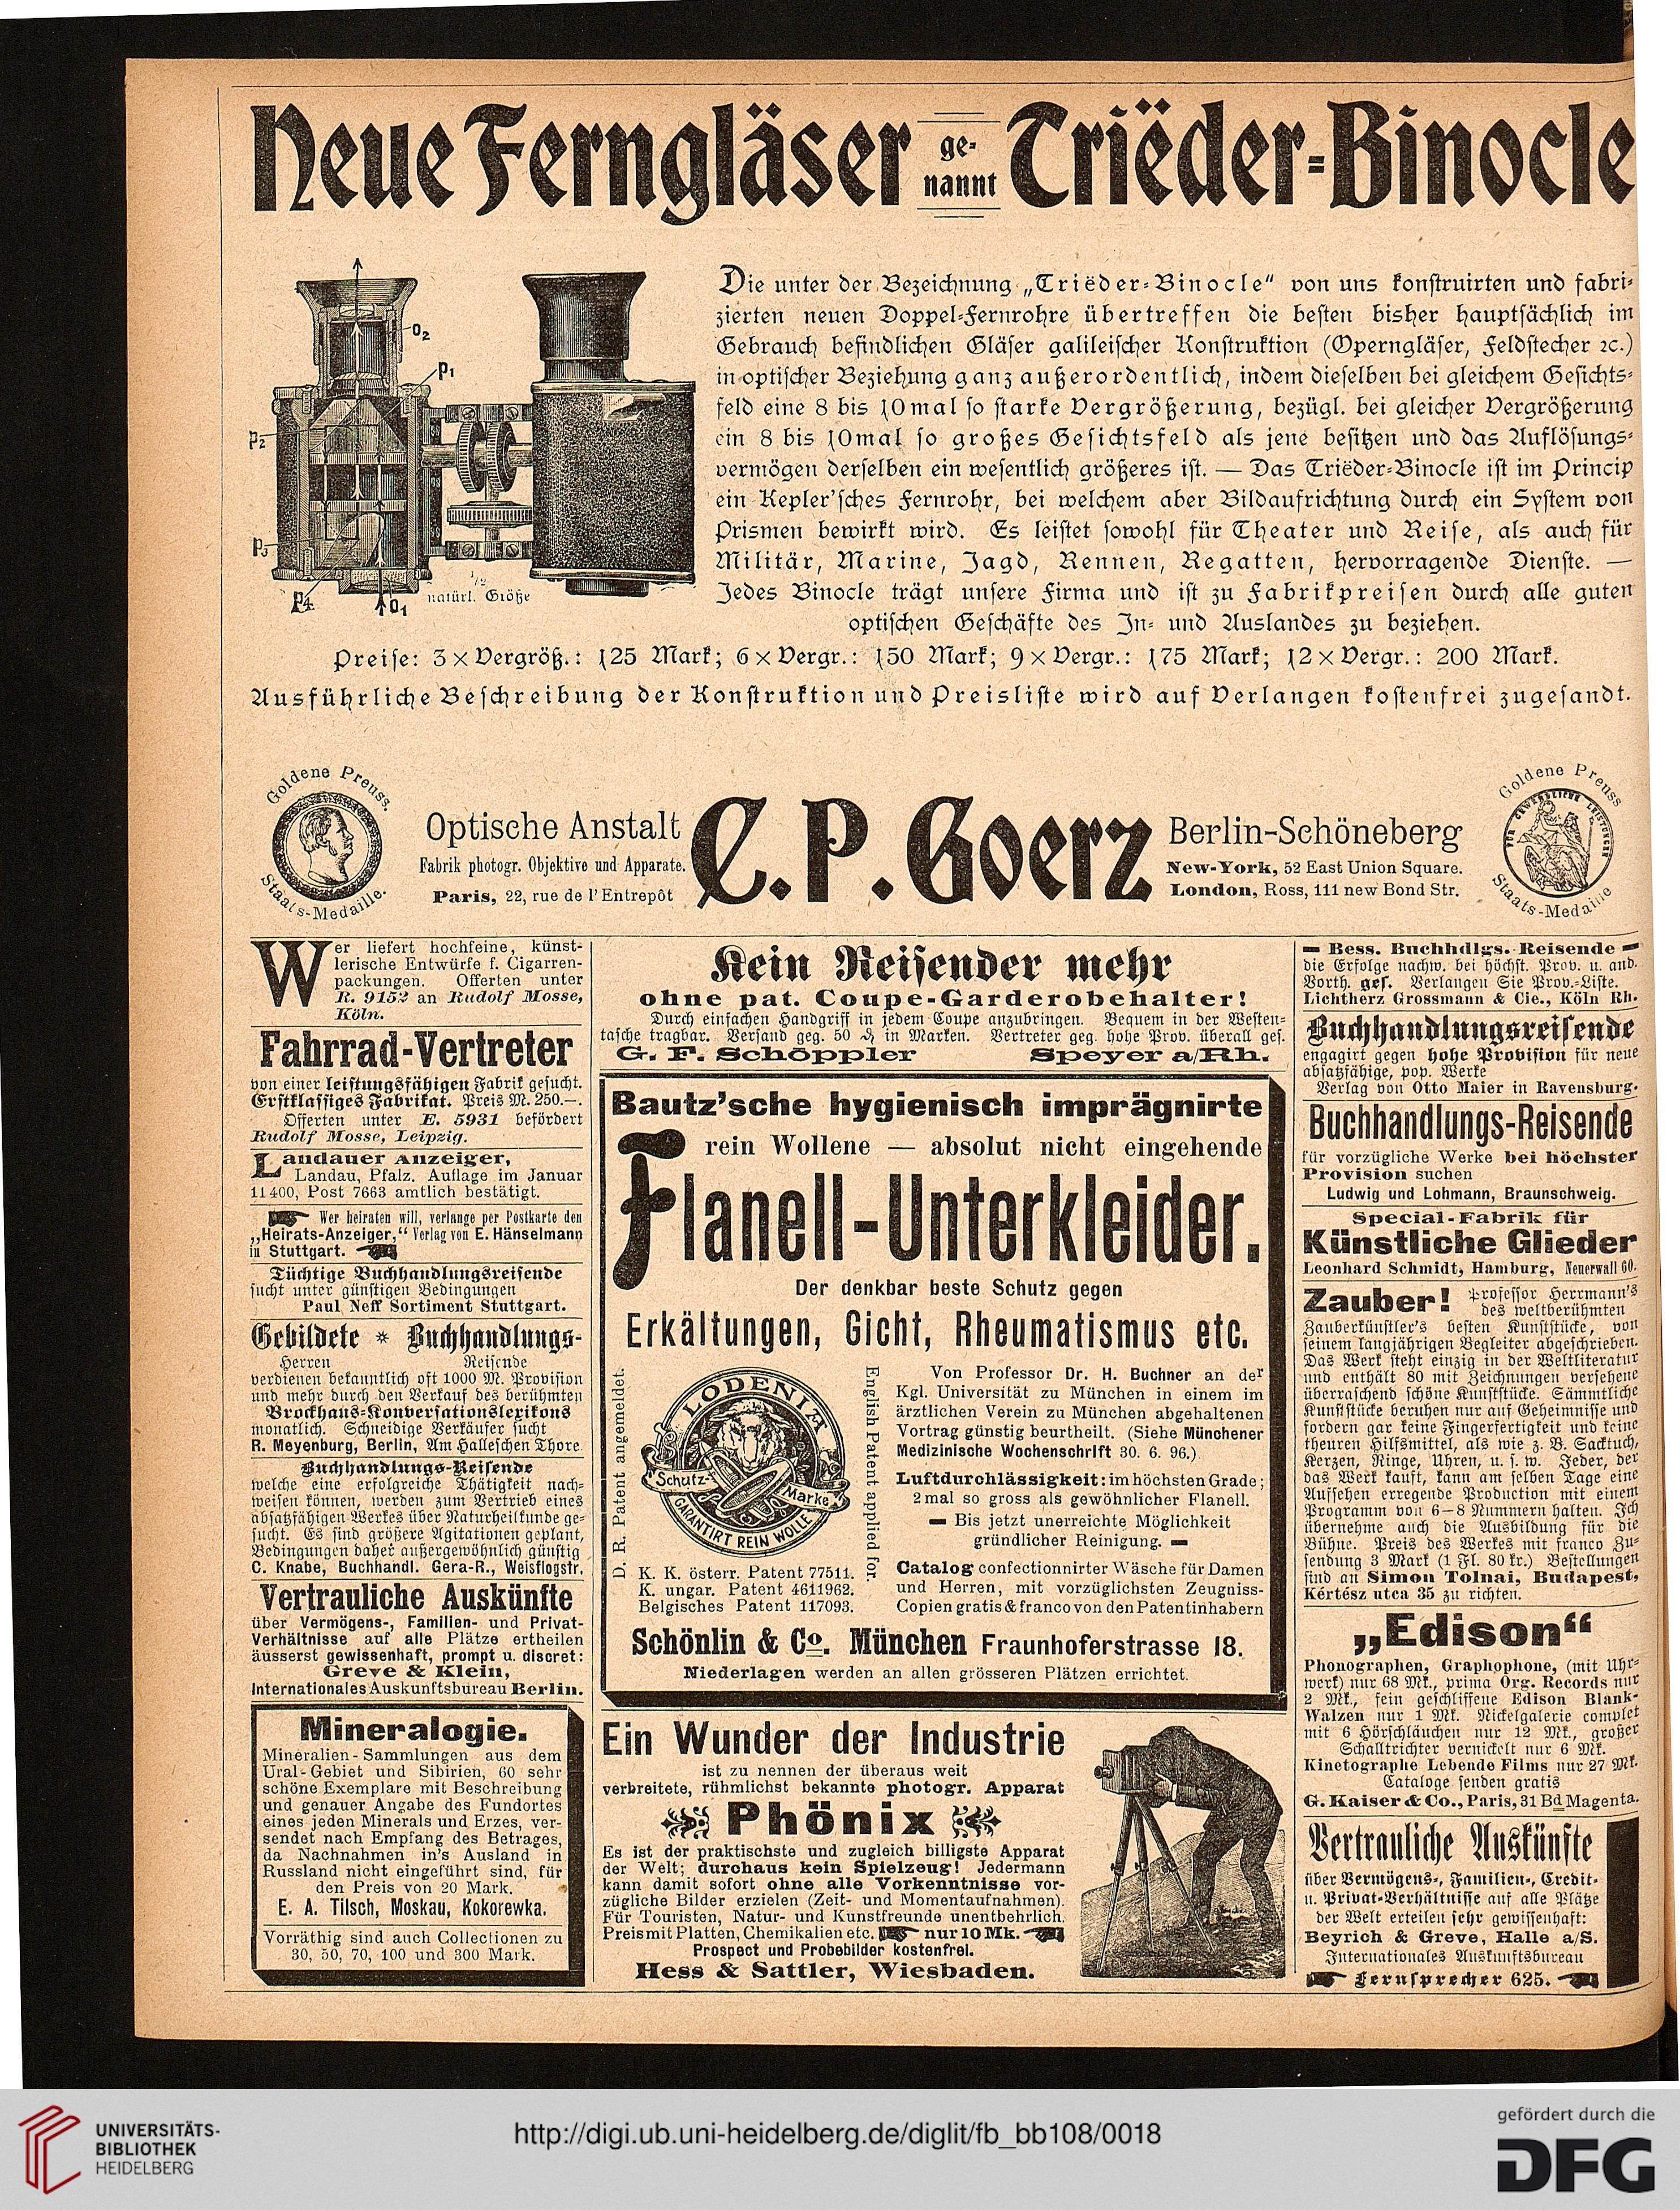 Neue Ferngläser ge-nannt Triëder-Binocle
Die unter der Bezeichnung „Triëder-Binocle“ von uns konstruirten und fabri-
zierten neuen Doppel-Fernrohre übertreffen die besten bisher hauptsächlich im
Gebrauch befindlichen Gläser galileischer Konstruktion (Operngläser, Feldstecher ꝛc.)
in optischer Beziehung ganz außerordentlich, indem dieselben bei gleichem Gesichts-
feld eine 8 bis 10mal so starke Vergrößerung, bezügl. bei gleicher Vergrößerung
ein 8 bis 10mal so großes Gesichtsfeld als jene besitzen und das Auflösungs-
vermögen derselben ein wesentlich größeres ist. — Das Triëder-Binocle ist im Princip
ein Kepler'sches Fernrohr, bei welchem aber Bildaufrichtung durch ein System von
Prismen bewirkt wird. Es leistet sowohl für Theater und Reise, als auch für
Militär, Marine, Jagd, Rennen, Regatten, hervorragende Dienste. —
Jedes Binocle trägt unsere Firma und ist zu Fabrikpreisen durch alle guten
optischen Geschäfte des In- und Auslandes zu beziehen.
O2
P1
P2
P3
P4
O1
1/2 natürl. Größe
Preise: 3×Vergröß.: 125 Mark; 6×Vergr.: 150 Mark; 9×Vergr.: 175 Mark; 12×Vergr.: 200 Mark.
Ausführliche Beschreibung der Konstruktion und Preisliste wird auf Verlangen kostenfrei zugesandt.
Goldene Preuss.
Staats-Medaille.
Optische Anstalt
Fabrik photogr. Objektive und Apparate.
Paris, 22, rue de l'Entrepôt
C. P. Goerz
Berlin-Schöneberg
New-York, 52 East Union Square.
London, Ross, 111 new Bond Str.
Goldene Preuss
Staats-Medaille
Wer liefert hochfeine, künst-
lerische Entwürfe f. Cigarren-
packungen. Offerten unter
R. 9152 an Rudolf Mosse,
Köln.
Fahrrad-Vertreter
von einer leistungsfähigen Fabrik gesucht.
Erstklassiges Fabrikat. Preis M. 250.—.
Offerten unter E. 5931 befördert
Rudolf Mosse, Leipzig.
Landauer Anzeiger,
Landau, Pfalz. Auflage im Januar
11400, Post 7663 amtlich bestätigt.
Wer heiraten will, verlange per Postkarte den
„Heirats-Anzeiger,“ Verlag von E. Hänselmann
in Stuttgart.
Tüchtige Buchhandlungsreisende
sucht unter günstigen Bedingungen
Paul Neff Sortiment Stuttgart.
Gebildete * Buchhandlungs-
Herren Reisende
verdienen bekanntlich oft 1000 M. Provision
und mehr durch den Verkauf des berühmten
Brockhaus-Konversationslexikons
monatlich. Schneidige Verkäufer sucht
R. Meyenburg, Berlin, Am Halleschen Thore
Buchhandlungs-Reisende
welche eine erfolgreiche Thätigkeit nach-
weisen können, werden zum Vertrieb eines
absatzfähigen Werkes über Naturheilkunde ge-
sucht. Es sind größere Agitationen geplant,
Bedingungen daher außergewöhnlich günstig
C. Knabe, Buchhandl. Gera-R., Weisflogstr.
Vertrauliche Auskünfte
über Vermögens-, Familien- und Privat-
Verhältnisse auf alle Plätze ertheilen
äusserst gewissenhaft, prompt u. discret:
Greve & Klein,
Internationales Auskunftsbureau Berlin.
Mineralogie.
Mineralien-Sammlungen aus dem
Ural-Gebiet und Sibirien, 60 sehr
schöne Exemplare mit Beschreibung
und genauer Angabe des Fundortes
eines jeden Minerals und Erzes, ver-
sendet nach Empfang des Betrages,
da Nachnahmen in's Ausland in
Russland nicht eingeführt sind, für
den Preis von 20 Mark.
E. A. Tilsch, Moskau, Kokorewka.
Vorräthig sind auch Collectionen zu
30, 50, 70, 100 und 300 Mark.
Kein Reisender mehr
ohne pat. Coupe-Garderobehalter!
Durch einfachen Handgriff in jedem Coupe anzubringen. Bequem in der Westen-
tasche tragbar. Versand geg. 50 ₰ in Marken. Vertreter geg. hohe Prov. überall ges.
G. F. Schöppler Speyer a/Rh.
Bautz'sche hygienisch imprägnirte
rein Wollene — absolut nicht eingehende
Flanell-Unterkleider.
Der denkbar beste Schutz gegen
Erkältungen, Gicht, Rheumatismus etc.
D. R. Patent angemeldet.
LODENIA
Schutz-Marke
GARANTIRT REIN WOLLE
English Patent applied for.
K. K. österr. Patent 77511.
K. ungar. Patent 4611962.
Belgisches Patent 117093.
Von Professor Dr. H. Buchner an der
Kgl. Universität zu München in einem im
ärztlichen Verein zu München abgehaltenen
Vortrag günstig beurtheilt. (Siehe Münchener
Medizinische Wochenschrift 30. 6. 96.)
Luftdurchlässigkeit: im höchsten Grade;
2mal so gross als gewöhnlicher Flanell.
Bis jetzt unerreichte Möglichkeit
gründlicher Reinigung.
Catalog confectionnirter Wäsche für Damen
und Herren, mit vorzüglichsten Zeugniss-
Copien gratis & franco von den Patentinhabern
Schönlin & Co. München Fraunhoferstrasse 18.
Niederlagen werden an allen grösseren Plätzen errichtet.
Ein Wunder der Industrie
ist zu nennen der überaus weit
verbreitete, rühmlichst bekannte photogr. Apparat
Phönix
Es ist der praktischste und zugleich billigste Apparat
der Welt; durchaus kein Spielzeug! Jedermann
kann damit sofort ohne alle Vorkenntnisse vor-
zügliche Bilder erzielen (Zeit- und Momentaufnahmen).
Für Touristen, Natur- und Kunstfreunde unentbehrlich.
Preis mit Platten, Chemikalien etc. nur 10 Mk.
Prospect und Probebilder kostenfrei.
Hess & Sattler, Wiesbaden.
Bess. Buchhdlgs.-Reisende
die Erfolge nachw. bei höchst. Prov. u. and.
Vorth. ges. Verlangen Sie Prov.-Liste.
Lichtherz Grossmann & Cie., Köln Rh.
Buchhandlungsreisende
engagirt gegen hohe Provision für neue
absatzfähige, pop. Werke
Verlag von Otto Maier in Ravensburg.
Buchhandlungs-Reisende
für vorzügliche Werke bei höchster
Provision suchen
Ludwig und Lohmann, Braunschweig.
Special-Fabrik für
Künstliche Glieder
Leonhard Schmidt, Hamburg, Neuerwall 60.
Zauber! Professor Herrmann's
des weltberühmten
Zauberkünstler's besten Kunststücke, von
seinem langjährigen Begleiter abgeschrieben.
Das Werk steht einzig in der Weltliteratur
und enthält 80 mit Zeichnungen versehene
überraschend schöne Kunststücke. Sämmtliche
Kunststücke beruhen nur auf Geheimnisse und
fordern gar keine Fingerfertigkeit und keine
theuren Hilfsmittel, als wie z. B. Sacktuch,
Kerzen, Ringe, Uhren, u. s. w. Jeder, der
das Werk kauft, kann am selben Tage eine
Aufsehen erregende Production mit einem
Programm von 6—8 Nummern halten. Ich
übernehme auch die Ausbildung für die
Bühne. Preis des Werkes mit franco Zu-
sendung 3 Mark (1 Fl. 80 kr.) Bestellungen
sind an Simon Tolnai, Budapest,
Kértész utca 35 zu richten.
„Edison“
Phonographen, Graphophone, (mit Uhr-
werk) nur 68 Mk., prima Org. Records nur
2 Mk., fein geschliffene Edison Blank-
Walzen nur 1 Mk. Nickelgalerie complet
mit 6 Hörschläuchen nur 12 Mk., großer
Schalltrichter vernickelt nur 6 Mk.
Kinetographe Lebende Films nur 27 Mk.
Cataloge senden gratis
G. Kaiser & Co., Paris, 31 Bd Magenta.
Vertrauliche Auskünfte
über Vermögens-, Familien-, Credit-
u. Privat-Verhältnisse auf alle Plätze
der Welt erteilen sehr gewissenhaft:
Beyrich & Greve, Halle a/S.
Internationales Auskunftsbureau
Fernsprecher 625.
UNIVERSITÄTS-
BIBLIOTHEK
HEIDELBERG
http://digi.ub.uni-heidelberg.de/diglit/fb_bb108/0018
gefördert durch die
DFG